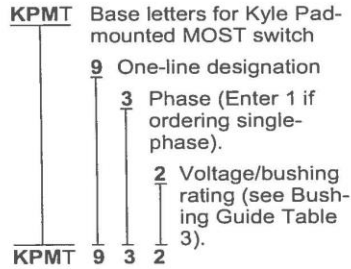 KPMT Base letters for Kyle Pad-
mounted MOST switch
9 One-line designation
3 Phase (Enter 1 if
ordering single-
phase).
2 Voltage/bushing
rating (see Bush-
ing Guide Table
3).
KPMT 9 3 2